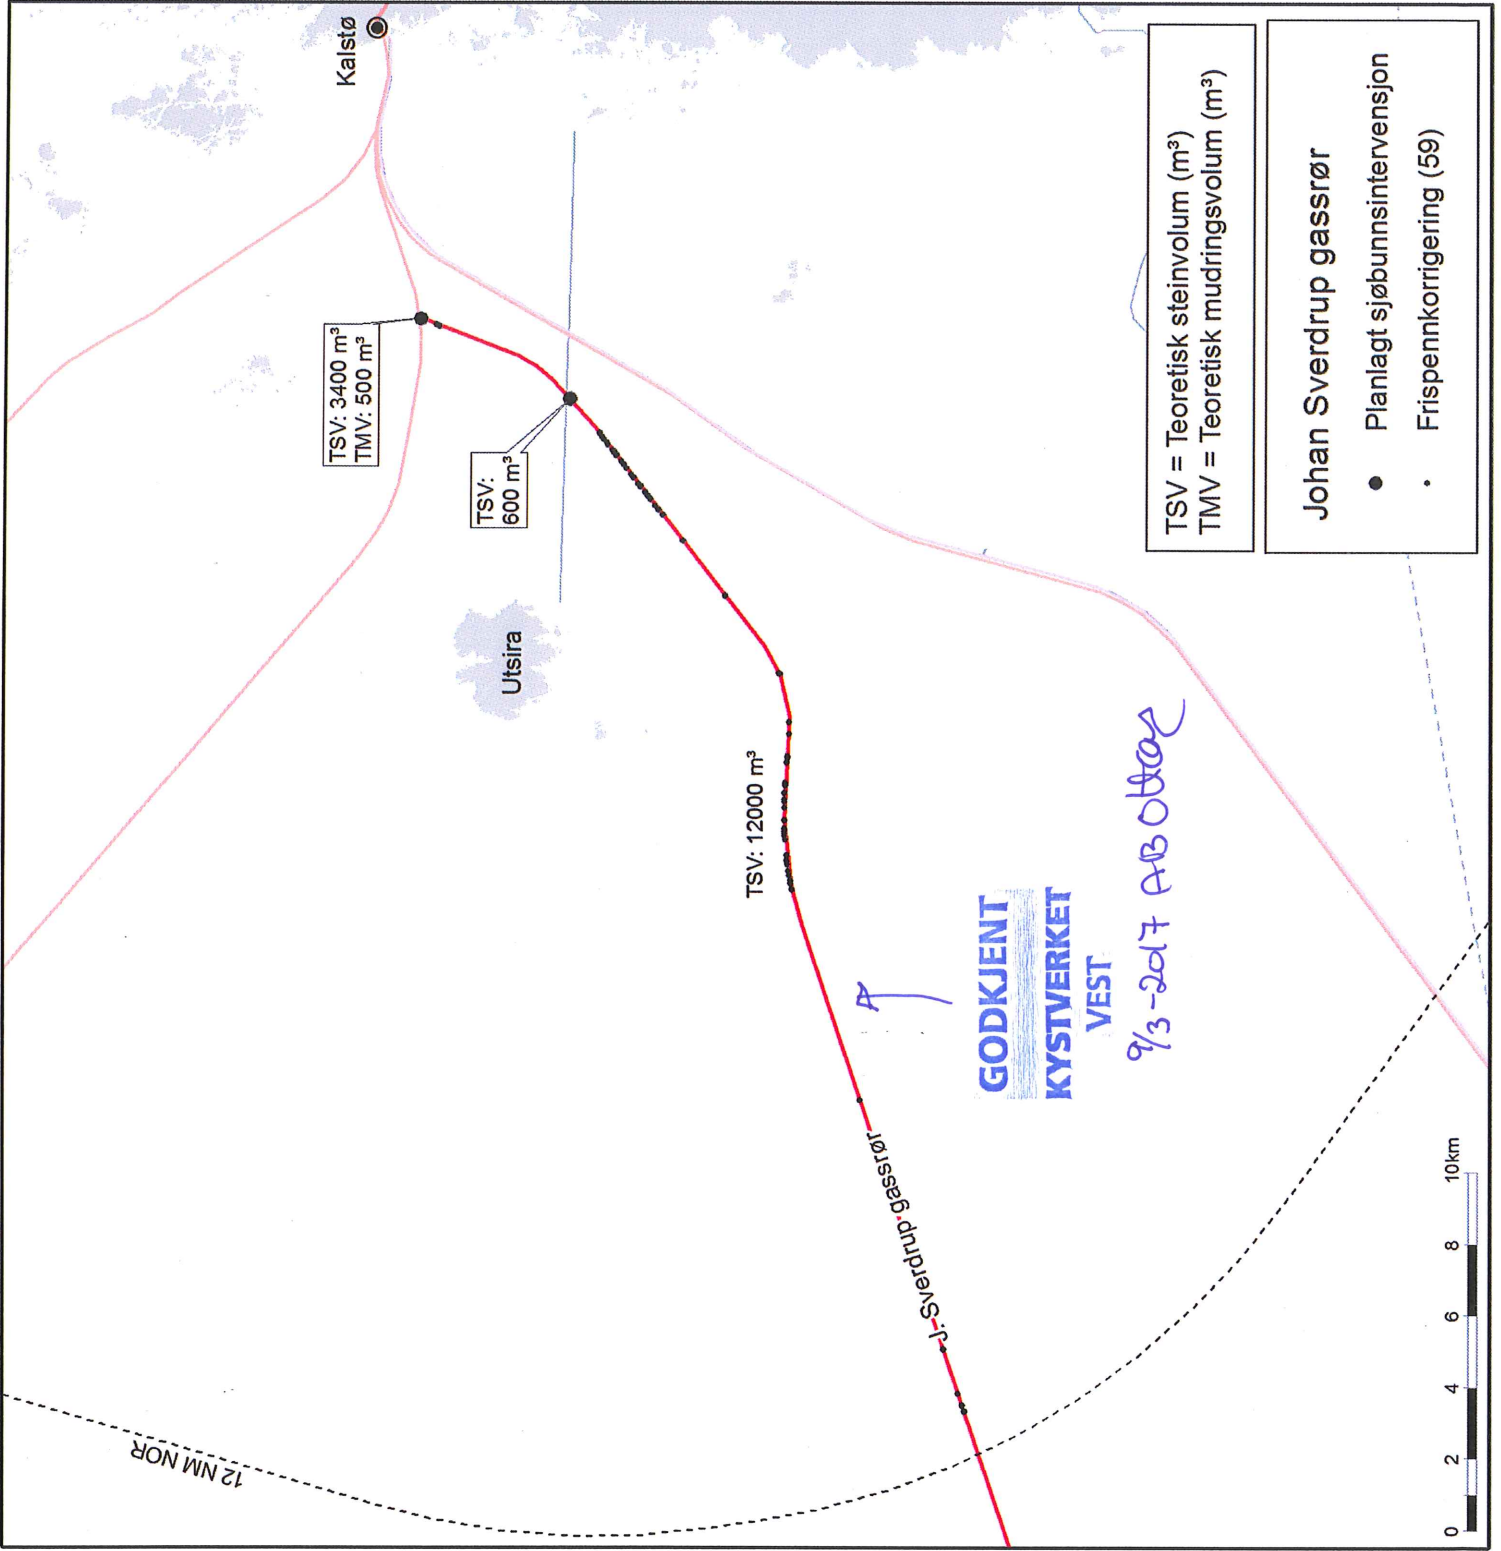 12 NM NOR
Kalstø
TSV: 3400 m³
TMV: 500 m³
TSV:
600 m³
Utsira
TSV: 12000 m³
J. Sverdrup gassrør
GODKJENT
KYSTVERKET
VEST
9/3-2017 AB
0
2
4
6
8
10km
TSV = Teoretisk steinvolum (m³)
TMV = Teoretisk mudringsvolum (m³)
Johan Sverdrup gassrør
Planlagt sjøbunnsintervensjon
Frispennkorrigering (59)